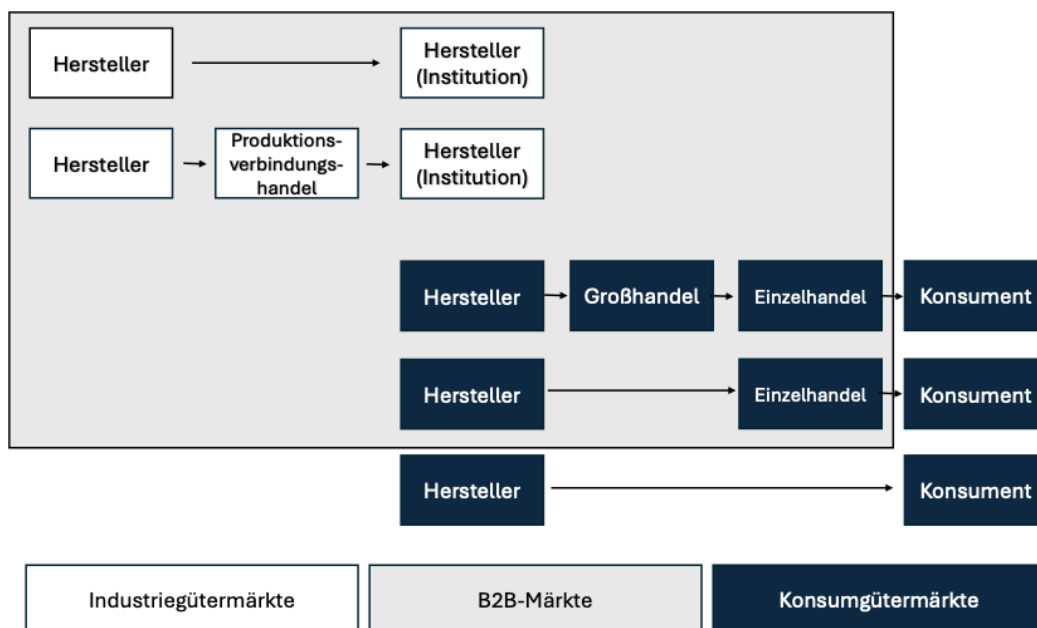 Hersteller
Hersteller
(Institution)
Hersteller
Produktions-
verbindungs-
handel
Hersteller
(Institution)
Hersteller
Großhandel
Einzelhandel
Konsument
Hersteller
Einzelhandel
Konsument
Hersteller
Konsument
Industriegütermärkte
B2B-Märkte
Konsumgütermärkte